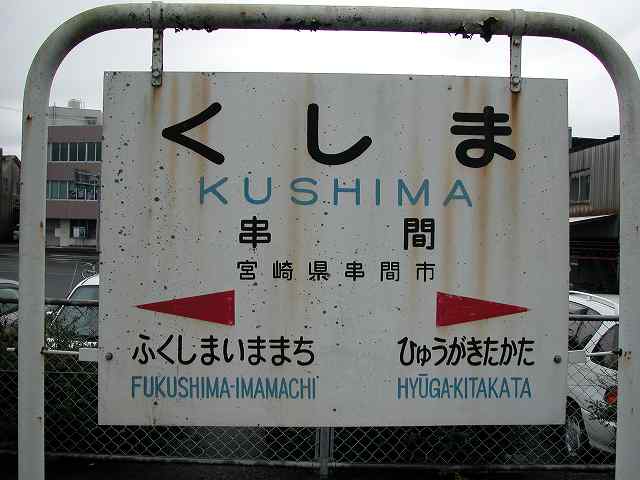 くしま
KUSHIMA
串間
宮崎県串間市
ふくしまいままち ひゅうがきたかた
FUKUSHIMA-IMAMACHI HYŪGA-KITAKATA